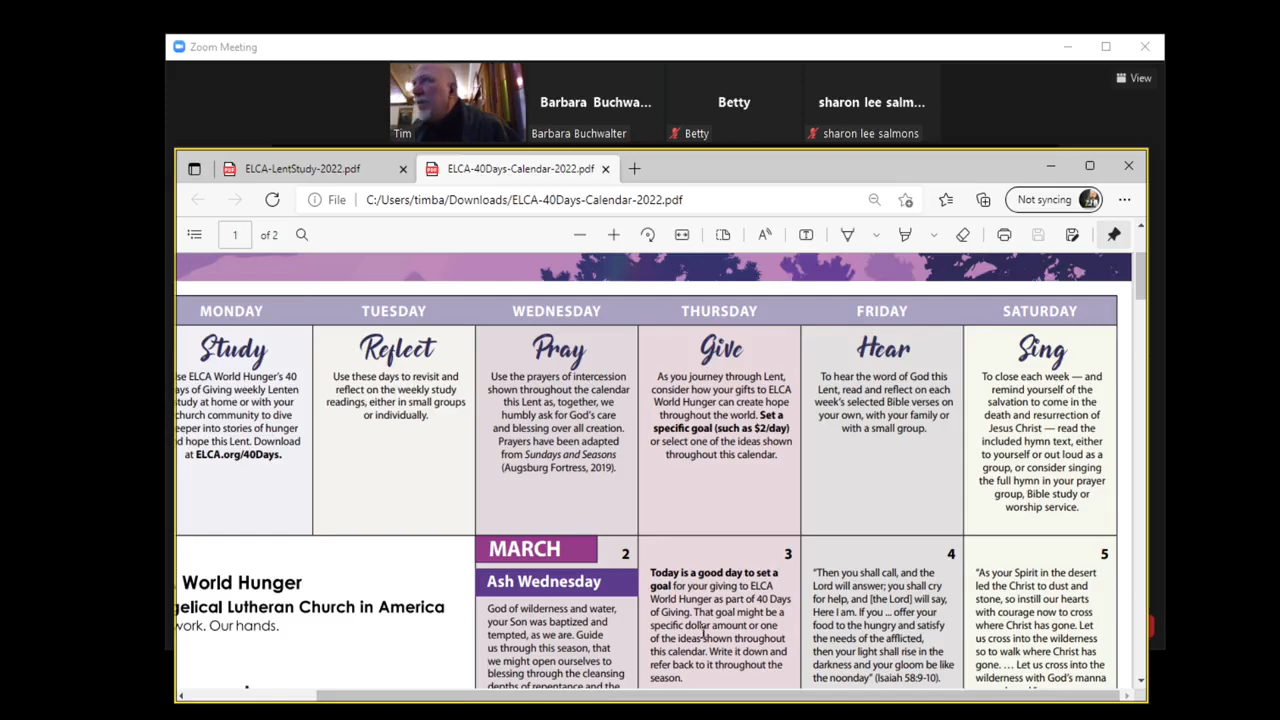 Zoom Meeting
View
Barbara Buchwa...
Betty
sharon lee salm...
Tim
Barbara Buchwalter
Betty
sharon lee salmons
ELCA-LentStudy-2022.pdf
ELCA-40Days-Calendar-2022.pdf
File
C:/Users/timba/Downloads/ELCA-40Days-Calendar-2022.pdf
Not syncing
1 of 2
MONDAY
TUESDAY
WEDNESDAY
THURSDAY
FRIDAY
SATURDAY
Study
se ELCA World Hunger's 40
ays of Giving weekly Lenten
tudy at home or with your
hurch community to dive
eeper into stories of hunger
d hope this Lent. Download
at ELCA.org/40Days.
Reflect
Use these days to revisit and
reflect on the weekly study
readings, either in small groups
or individually.
Pray
Use the prayers of intercession
shown throughout the calendar
this Lent as, together, we
humbly ask for God's care
and blessing over all creation.
Prayers have been adapted
from Sundays and Seasons
(Augsburg Fortress, 2019).
Give
As you journey through Lent,
consider how your gifts to ELCA
World Hunger can create hope
throughout the world. Set a
specific goal (such as $2/day)
or select one of the ideas shown
throughout this calendar.
Hear
To hear the word of God this
Lent, read and reflect on each
week's selected Bible verses on
your own, with your family or
with a small group.
Sing
To close each week — and
remind yourself of the
salvation to come in the
death and resurrection of
Jesus Christ — read the
included hymn text, either
to yourself or out loud as a
group, or consider singing
the full hymn in your prayer
group, Bible study or
worship service.
World Hunger
gelical Lutheran Church in America
work. Our hands.
MARCH
2
Ash Wednesday
God of wilderness and water,
your Son was baptized and
tempted, as we are. Guide
us through this season, that
we might open ourselves to
blessing through the cleansing
depths of repentance and the
3
Today is a good day to set a
goal for your giving to ELCA
World Hunger as part of 40 Days
of Giving. That goal might be a
specific dollar amount or one
of the ideas shown throughout
this calendar. Write it down and
refer back to it throughout the
season.
4
"Then you shall call, and the
Lord will answer; you shall cry
for help, and [the Lord] will say,
Here I am. If you ... offer your
food to the hungry and satisfy
the needs of the afflicted,
then your light shall rise in the
darkness and your gloom be like
the noonday" (Isaiah 58:9-10).
5
"As your Spirit in the desert
led the Christ to dust and
stone, so instill our hearts
with courage now to cross
where Christ has gone. Let
us cross into the wilderness
so to walk where Christ has
gone. … Let us cross into the
wilderness with God's manna